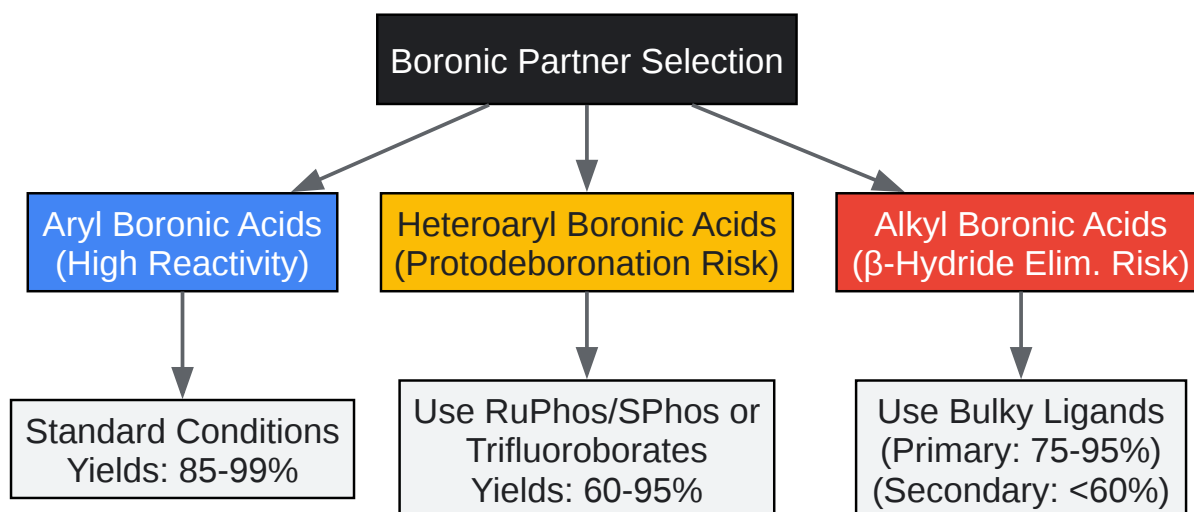 Boronic Partner Selection
Aryl Boronic Acids
(High Reactivity)
Heteroaryl Boronic Acids
(Protodeboronation Risk)
Alkyl Boronic Acids
(β-Hydride Elim. Risk)
Standard Conditions
Yields: 85-99%
Use RuPhos/SPhos or
Trifluoroborates
Yields: 60-95%
Use Bulky Ligands
(Primary: 75-95%)
(Secondary: <60%)